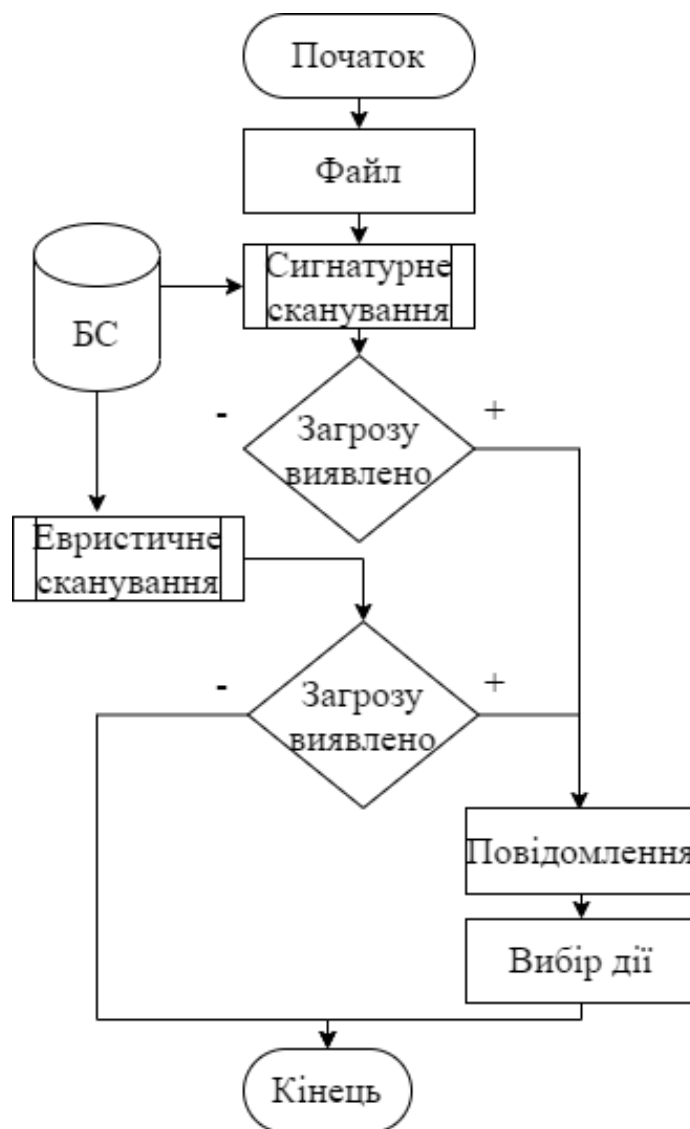 Початок
Файл
Сигнатурне
сканування
БС
- +
Загрозу
виявлено
Евристичне
сканування
- +
Загрозу
виявлено
Повідомлення
Вибір дії
Кінець